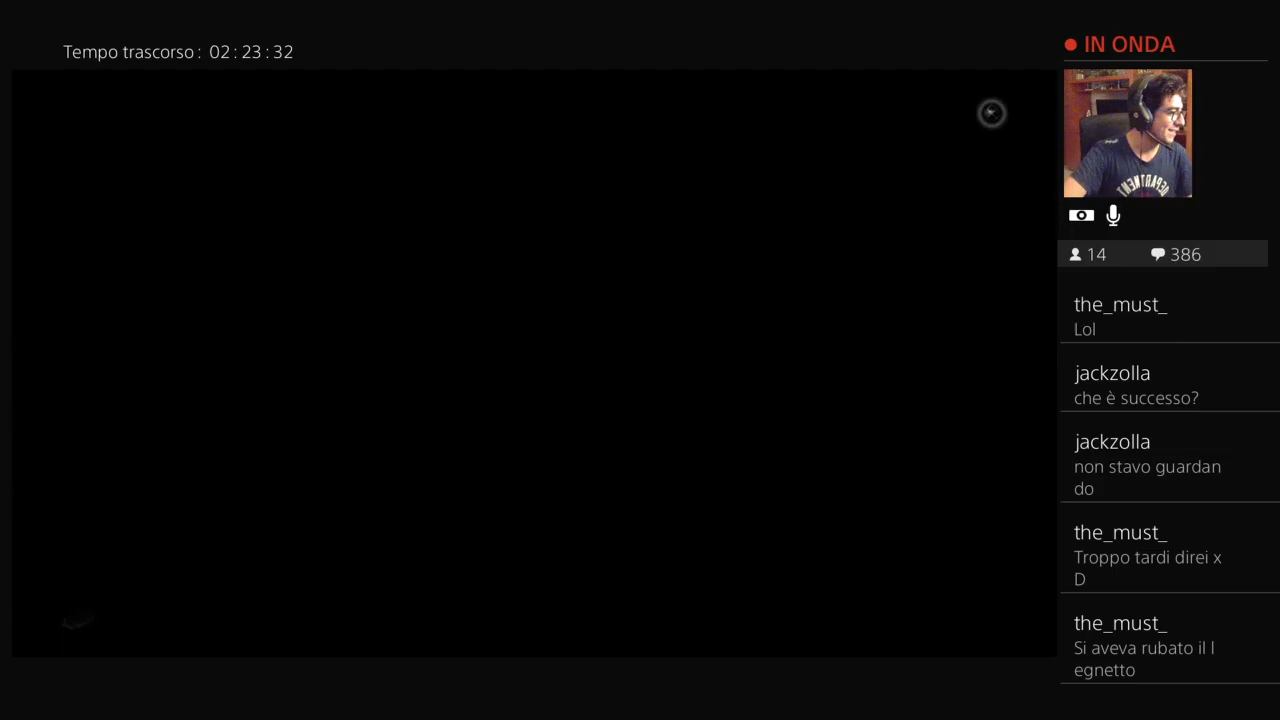 Tempo trascorso : 02 : 23 : 32
IN ONDA
DEPARTMENT
14 386
the_must_
Lol
jackzolla
che è successo?
jackzolla
non stavo guardan
do
the_must_
Troppo tardi direi x
D
the_must_
Si aveva rubato il l
egnetto